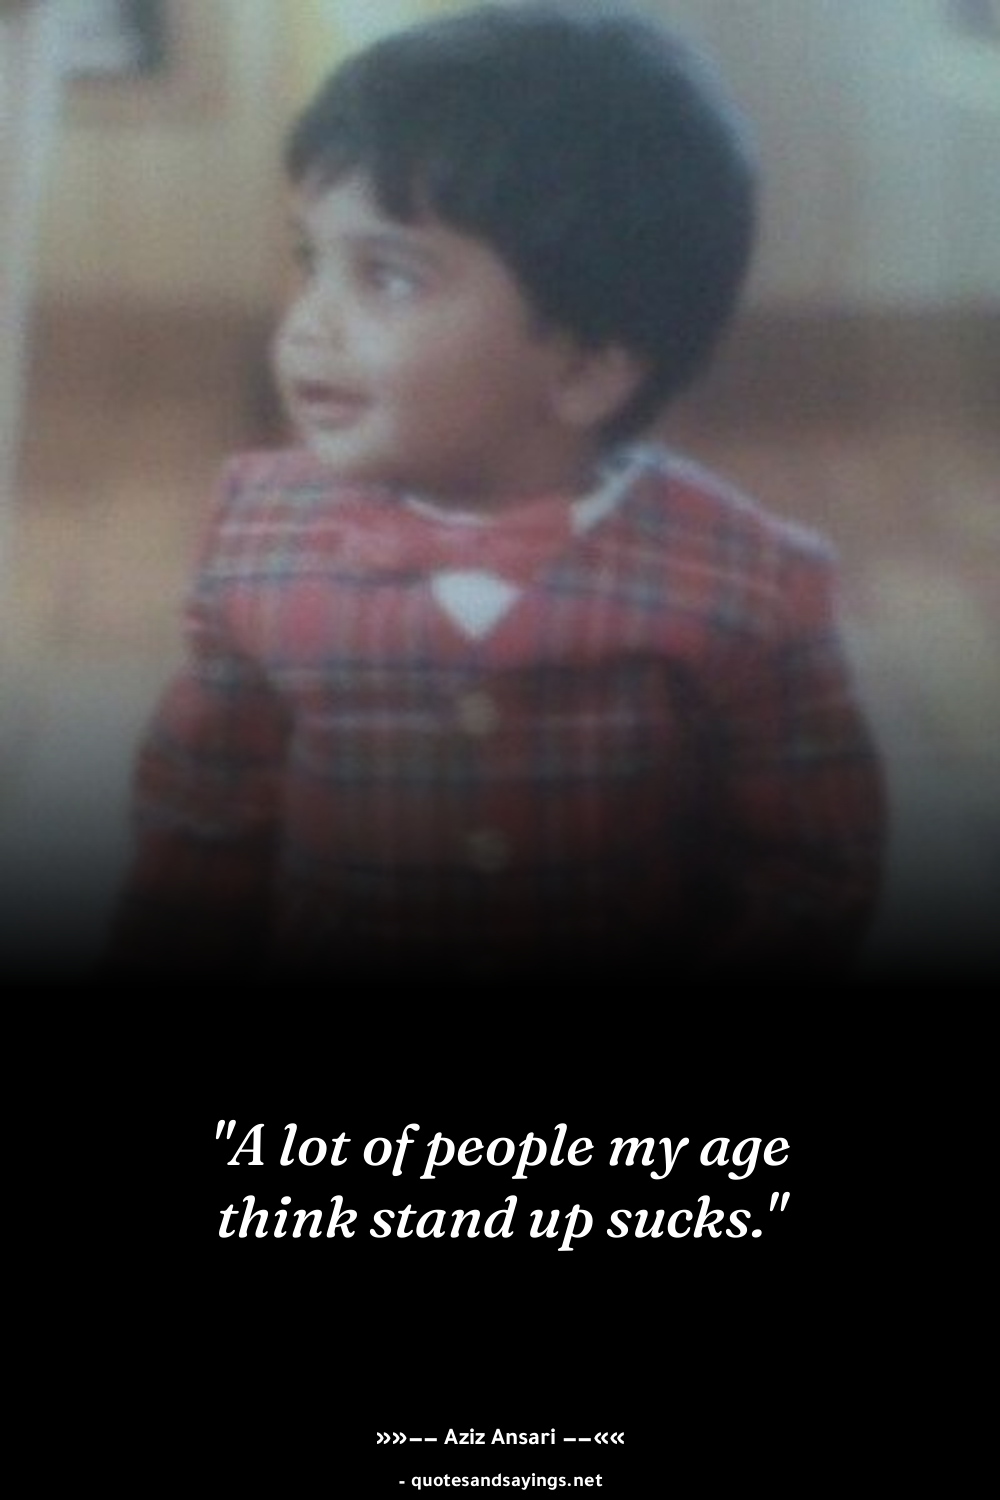 "A lot of people my age
think stand up sucks."
»»−− Aziz Ansari −−««
- quotesandsayings.net